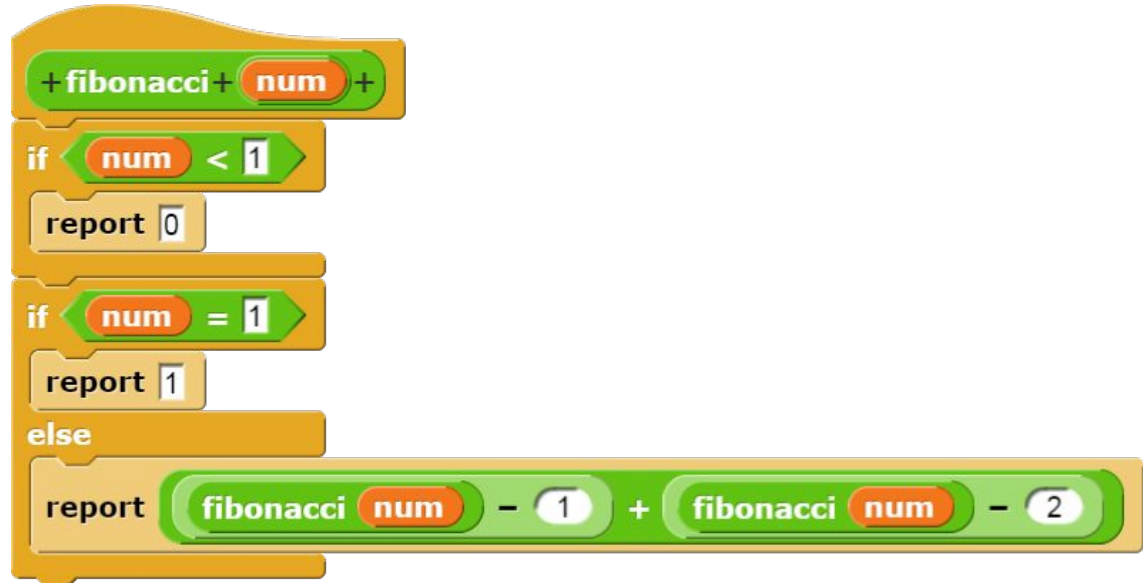 +fibonacci+ num +
if num < 1
report 0
if num = 1
report 1
else
report fibonacci num - 1 + fibonacci num - 2